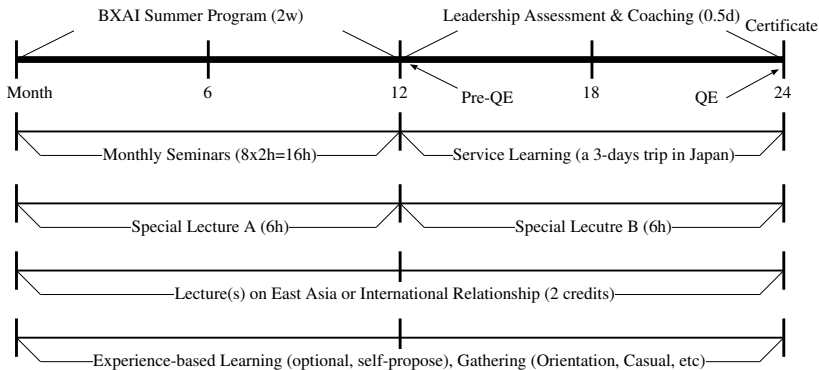 BXAI Summer Program (2w)
Leadership Assessment & Coaching (0.5d)
Certificate
Month
6
12
Pre-QE
18
QE
24
Monthly Seminars (8x2h=16h)
Service Learning (a 3-days trip in Japan)
Special Lecture A (6h)
Special Lecutre B (6h)
Lecture(s) on East Asia or International Relationship (2 credits)
Experience-based Learning (optional, self-propose), Gathering (Orientation, Casual, etc)